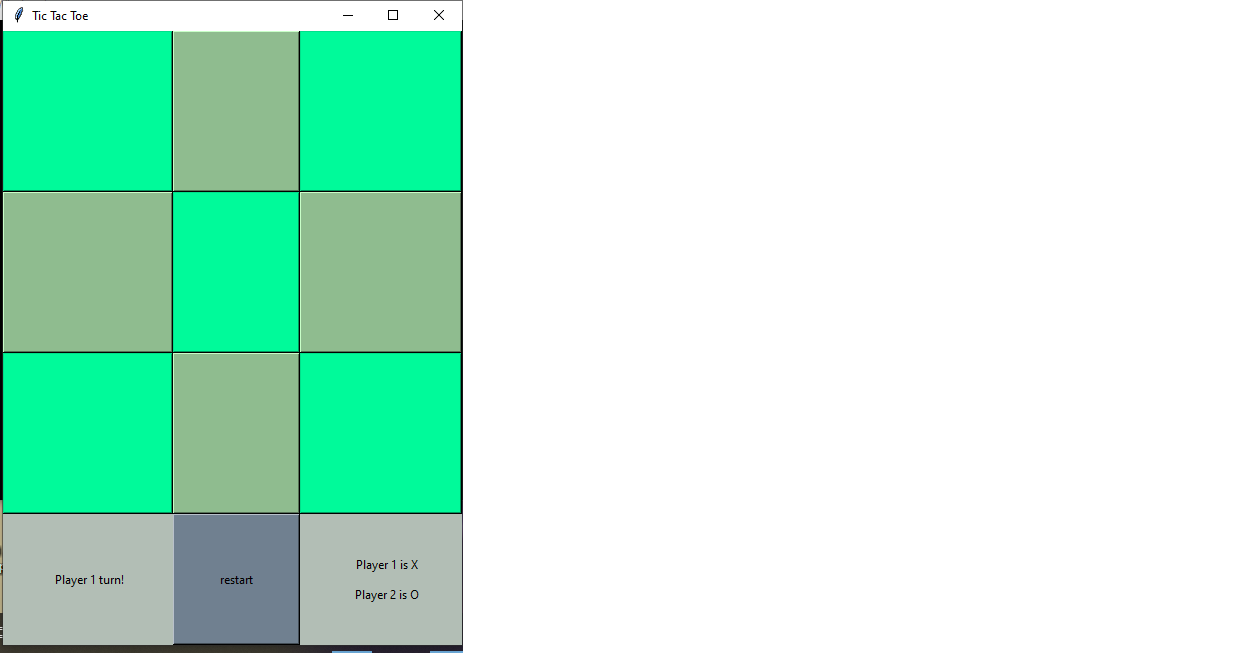 Tic Tac Toe
Player 1 turn!
restart
Player 1 is X
Player 2 is O